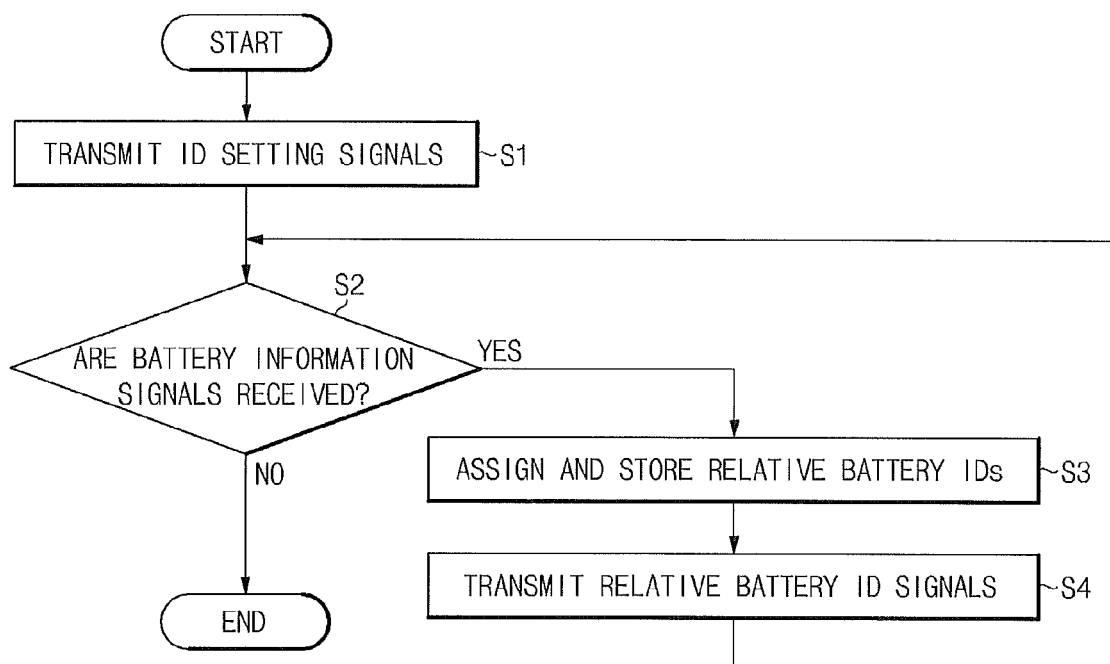 START
TRANSMIT ID SETTING SIGNALS
S1
S2
ARE BATTERY INFORMATION
SIGNALS RECEIVED?
YES
NO
ASSIGN AND STORE RELATIVE BATTERY IDs
S3
TRANSMIT RELATIVE BATTERY ID SIGNALS
S4
END